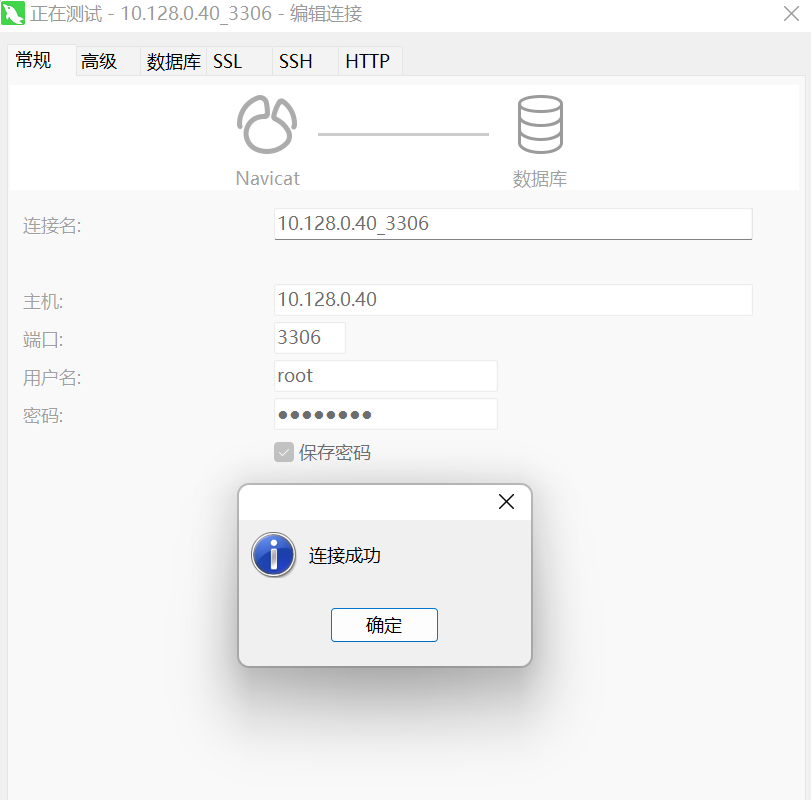 正在测试 - 10.128.0.40_3306 - 编辑连接
常规 高级 数据库 SSL SSH HTTP
Navicat 数据库
连接名: 10.128.0.40_3306
主机: 10.128.0.40
端口: 3306
用户名: root
密码: ●●●●●●●●
保存密码
连接成功
确定